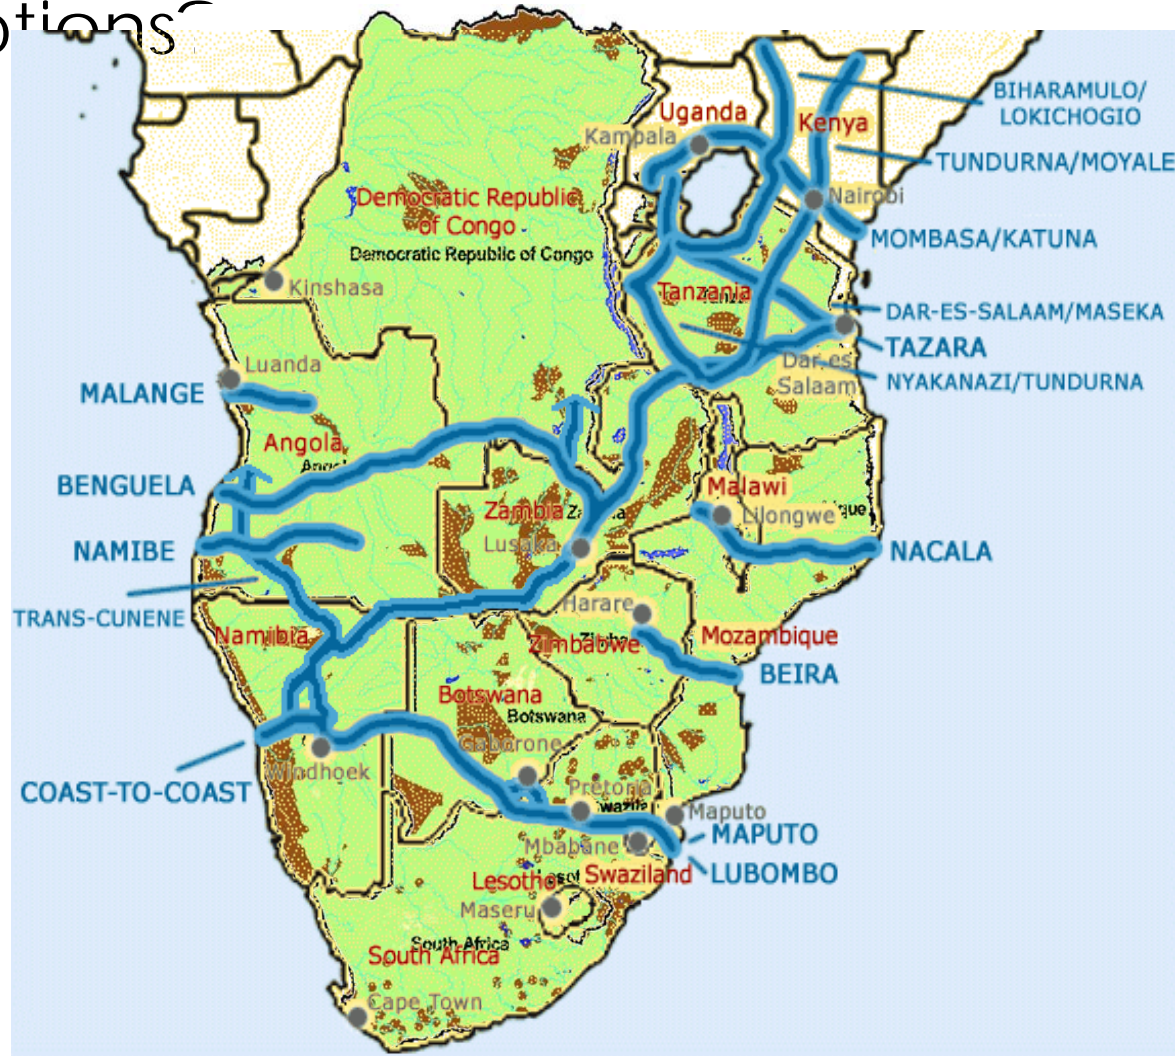 BIHARAMULO/
LOKICHOGIO
Uganda
Kenya
Kampala
TUNDURNA/MOYALE
Democratic Republic
of Congo
Nairobi
MOMBASA/KATUNA
Democratic Republic of Congo
Kinshasa
Tanzania
DAR-ES-SALAAM/MASEKA
TAZARA
Luanda
Dar es
Salaam
NYAKANAZI/TUNDURNA
MALANGE
Angola
BENGUELA
Malawi
Zambia
Lilongwe
que
Lusaka
NAMIBE
NACALA
TRANS-CUNENE
Harare
Namibia
Zimbabwe
Mozambique
BEIRA
Botswana
Botswana
Gaborone
Windhoek
COAST-TO-COAST
Pretoria
Maputo
MAPUTO
Mbabane
Lesotho
Swaziland
LUBOMBO
Maseru
South Africa
South Africa
Cape Town